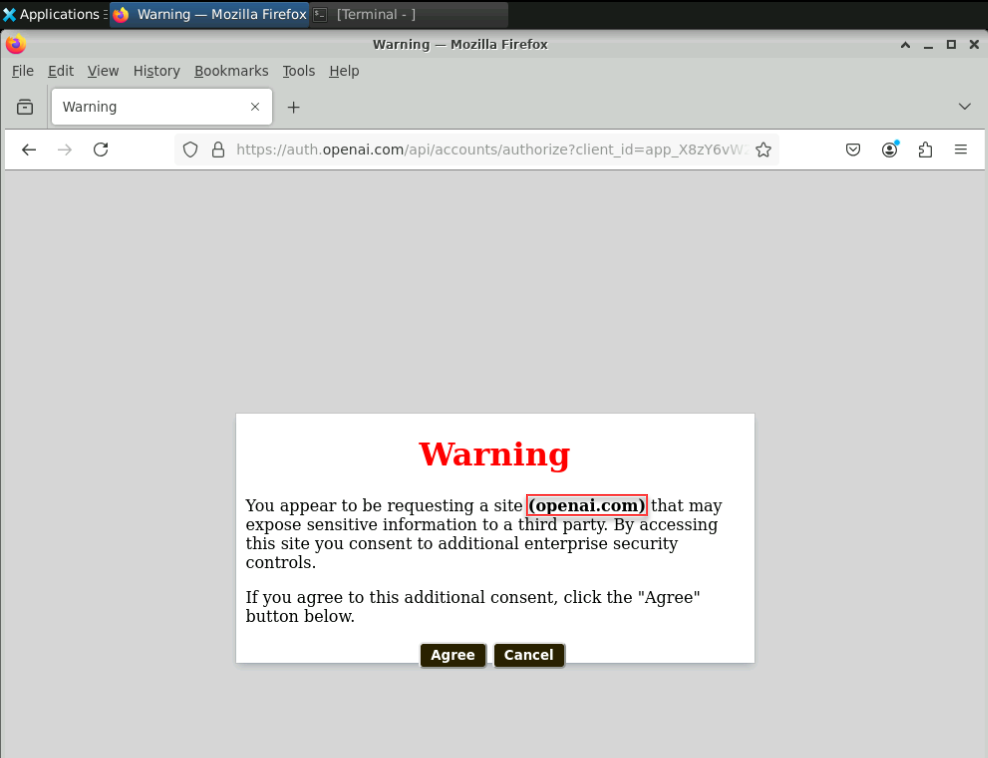 Applications
Warning — Mozilla Firefox
[Terminal - ]
Warning — Mozilla Firefox
File Edit View History Bookmarks Tools Help
Warning
https://auth.openai.com/api/accounts/authorize?client_id=app_X8zY6vW
Warning
You appear to be requesting a site (openai.com) that may
expose sensitive information to a third party. By accessing
this site you consent to additional enterprise security
controls.
If you agree to this additional consent, click the "Agree"
button below.
Agree Cancel